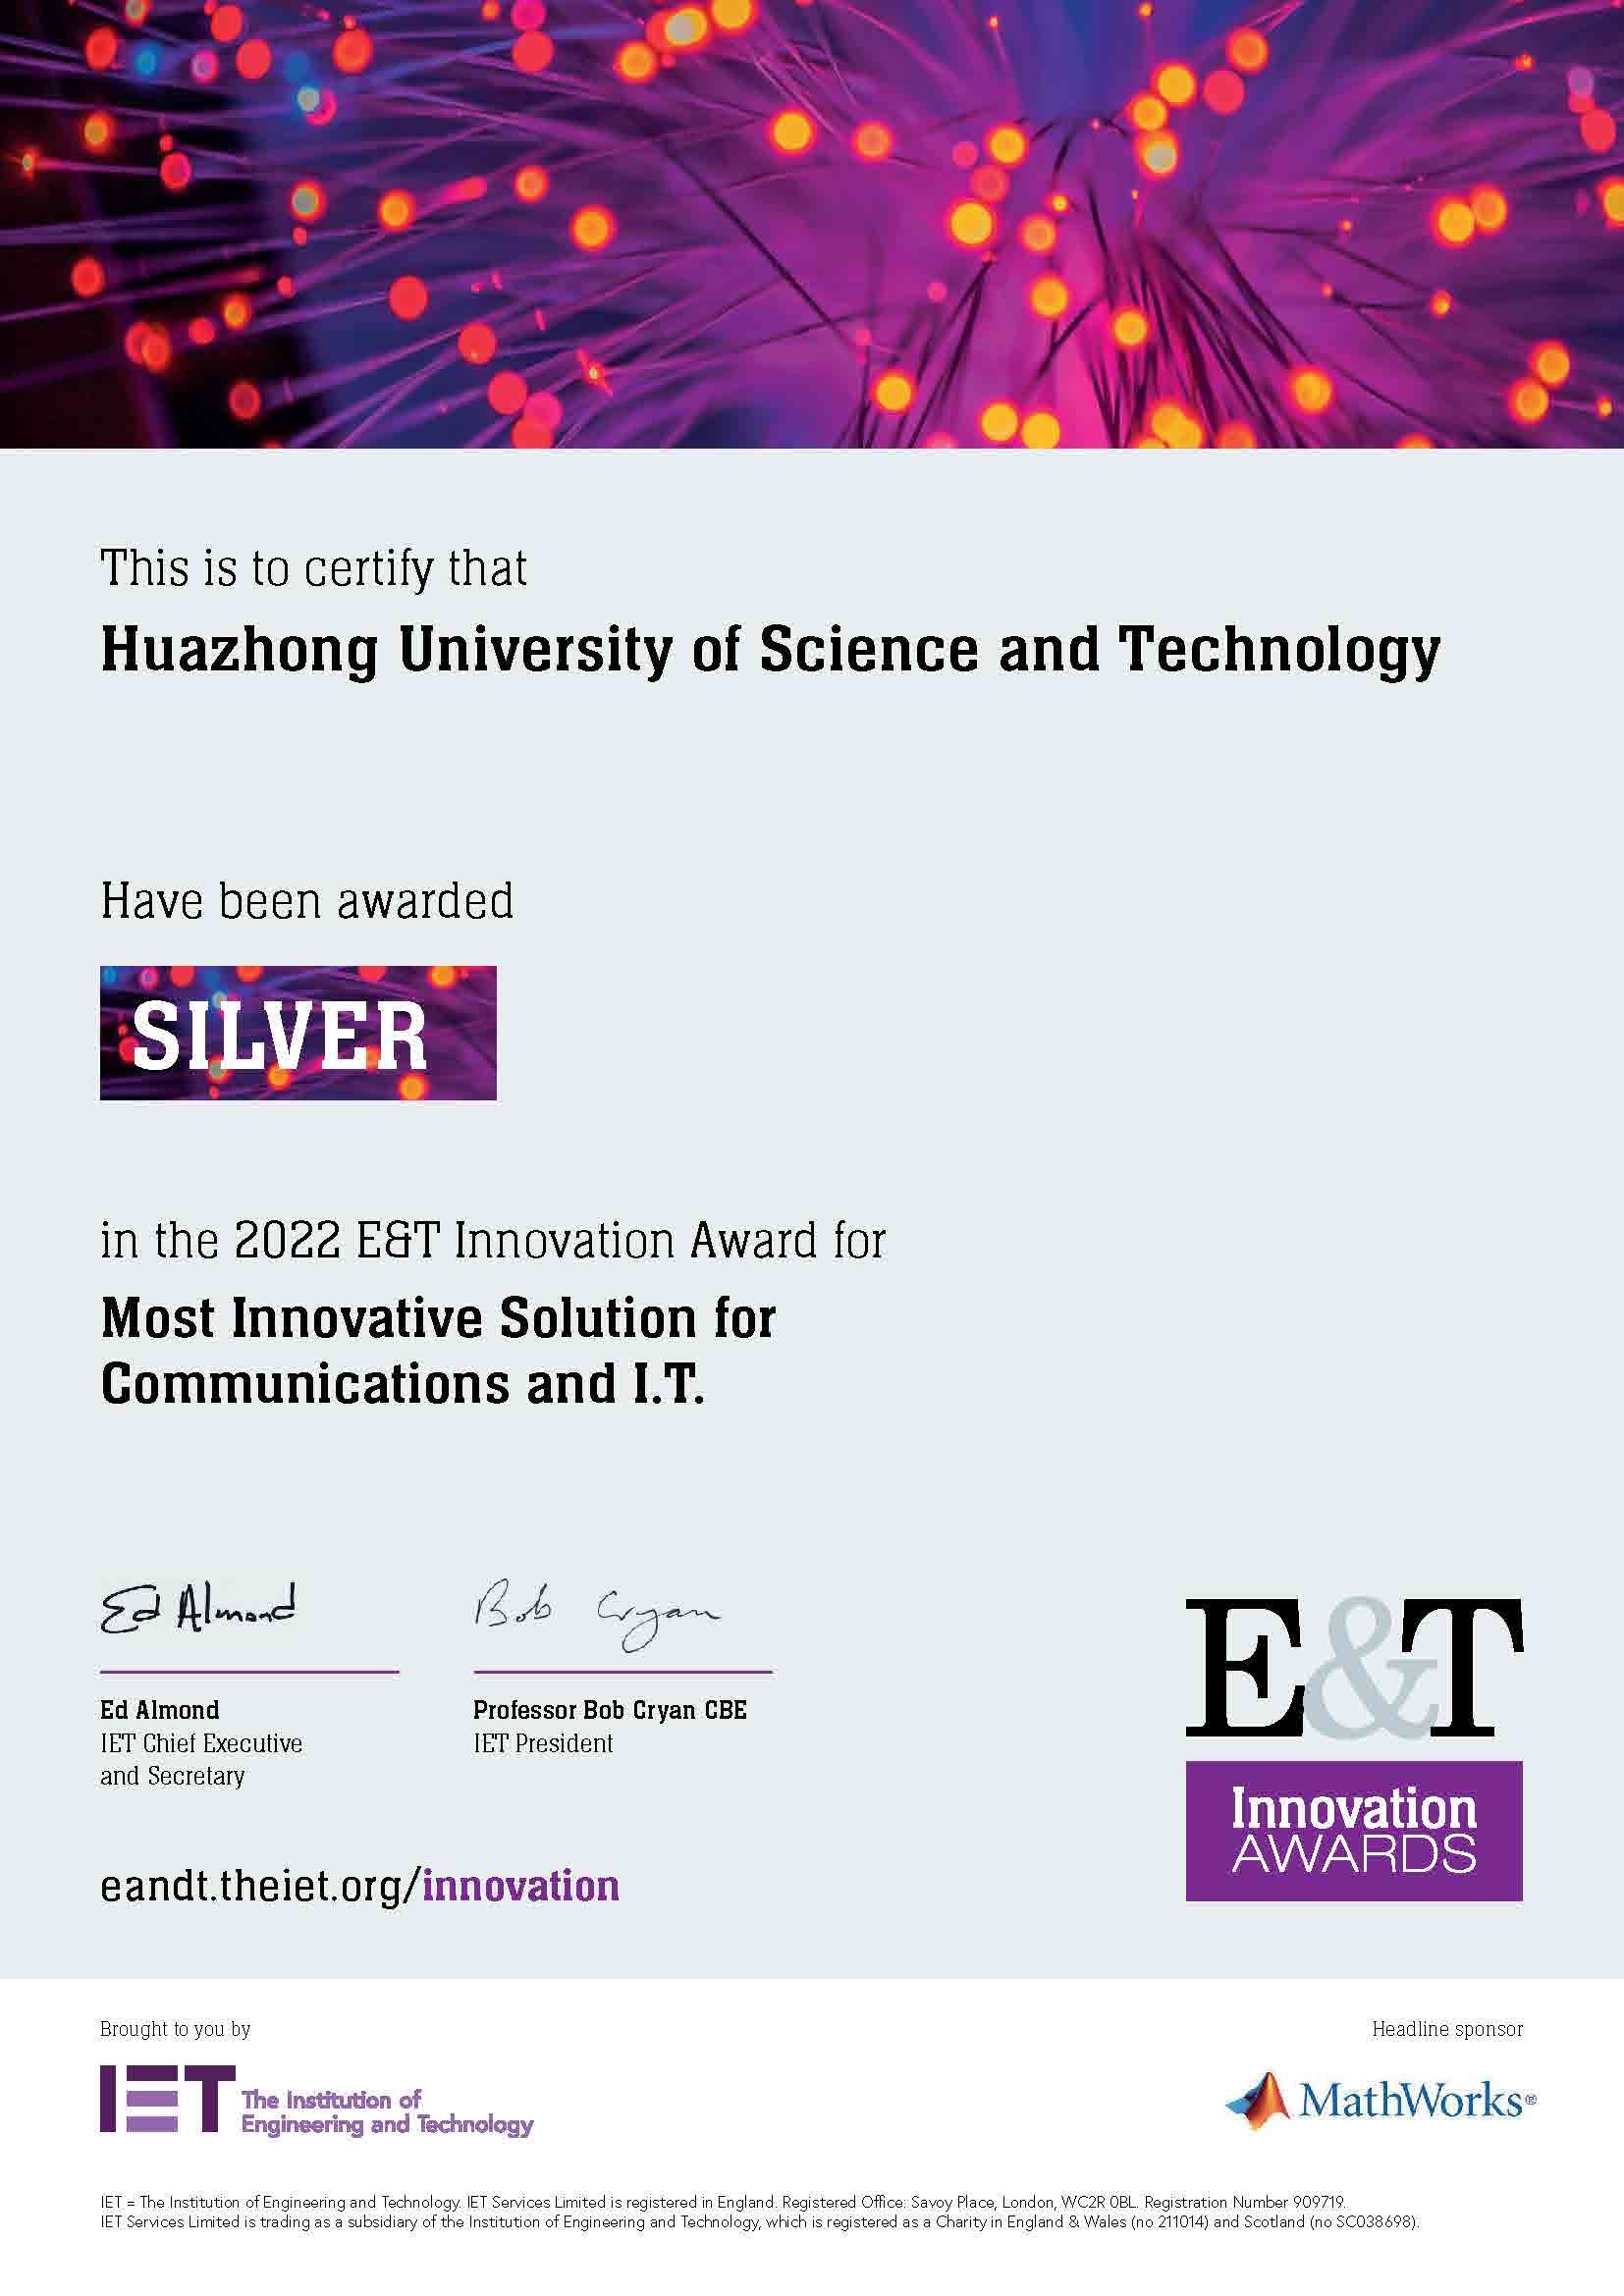 This is to certify that
Huazhong University of Science and Technology
Have been awarded
SILVER
in the 2022 E&T Innovation Award for
Most Innovative Solution for
Communications and I.T.
Ed Almond
Bob Cryan
Ed Almond
IET Chief Executive
and Secretary
Professor Bob Cryan CBE
IET President
eandt.theiet.org/innovation
E&T
Innovation
AWARDS
Brought to you by
IET The Institution of
Engineering and Technology
Headline sponsor
MathWorks®
IET = The Institution of Engineering and Technology. IET Services Limited is registered in England. Registered Office: Savoy Place, London, WC2R 0BL. Registration Number 909719.
IET Services Limited is trading as a subsidiary of the Institution of Engineering and Technology, which is registered as a Charity in England & Wales (no 211014) and Scotland (no SC038698).